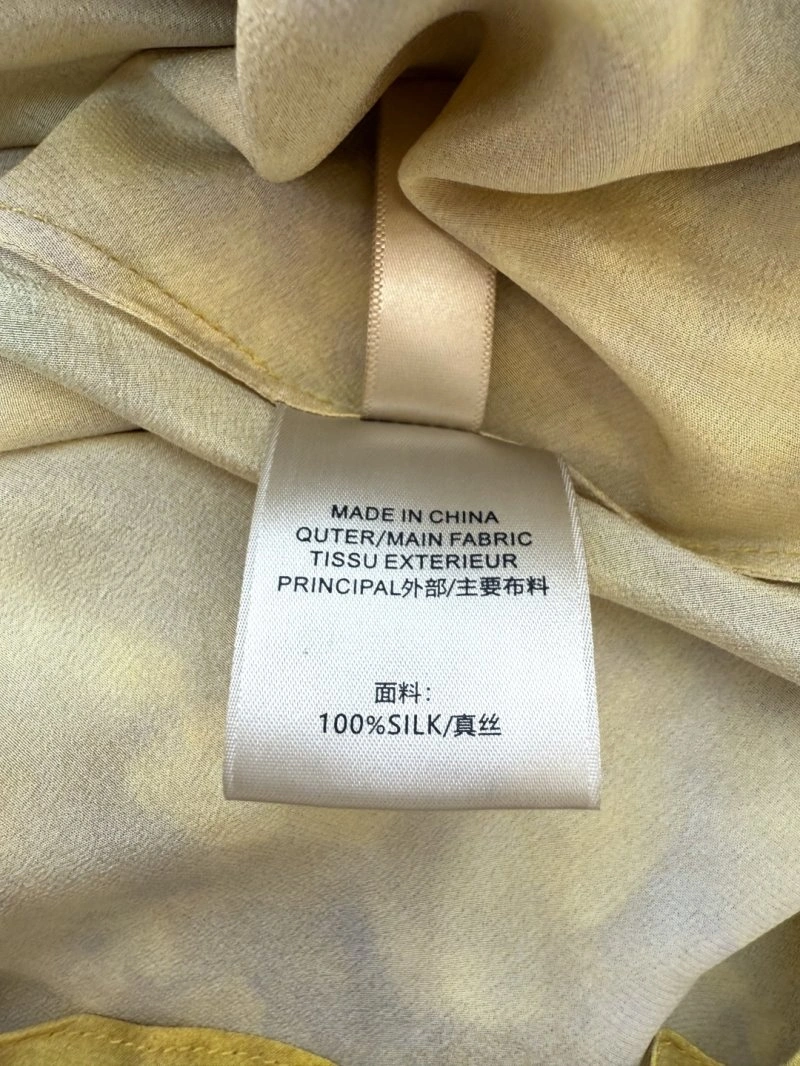 MADE IN CHINA
QUTER/MAIN FABRIC
TISSU EXTERIEUR
PRINCIPAL外部/主要布料
面料:
100%SILK/真丝